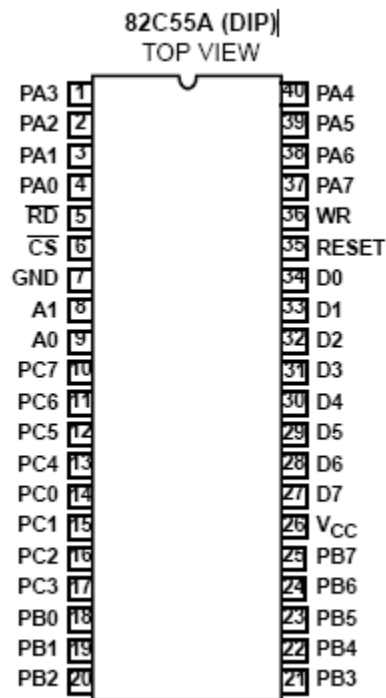 82C55A (DIP)
TOP VIEW
PA3 1 40 PA4
PA2 2 39 PA5
PA1 3 38 PA6
PA0 4 37 PA7
R̅D̅ 5 36 WR
C̅S̅ 6 35 RESET
GND 7 34 D0
A1 8 33 D1
A0 9 32 D2
PC7 10 31 D3
PC6 11 30 D4
PC5 12 29 D5
PC4 13 28 D6
PC0 14 27 D7
PC1 15 26 VCC
PC2 16 25 PB7
PC3 17 24 PB6
PB0 18 23 PB5
PB1 19 22 PB4
PB2 20 21 PB3